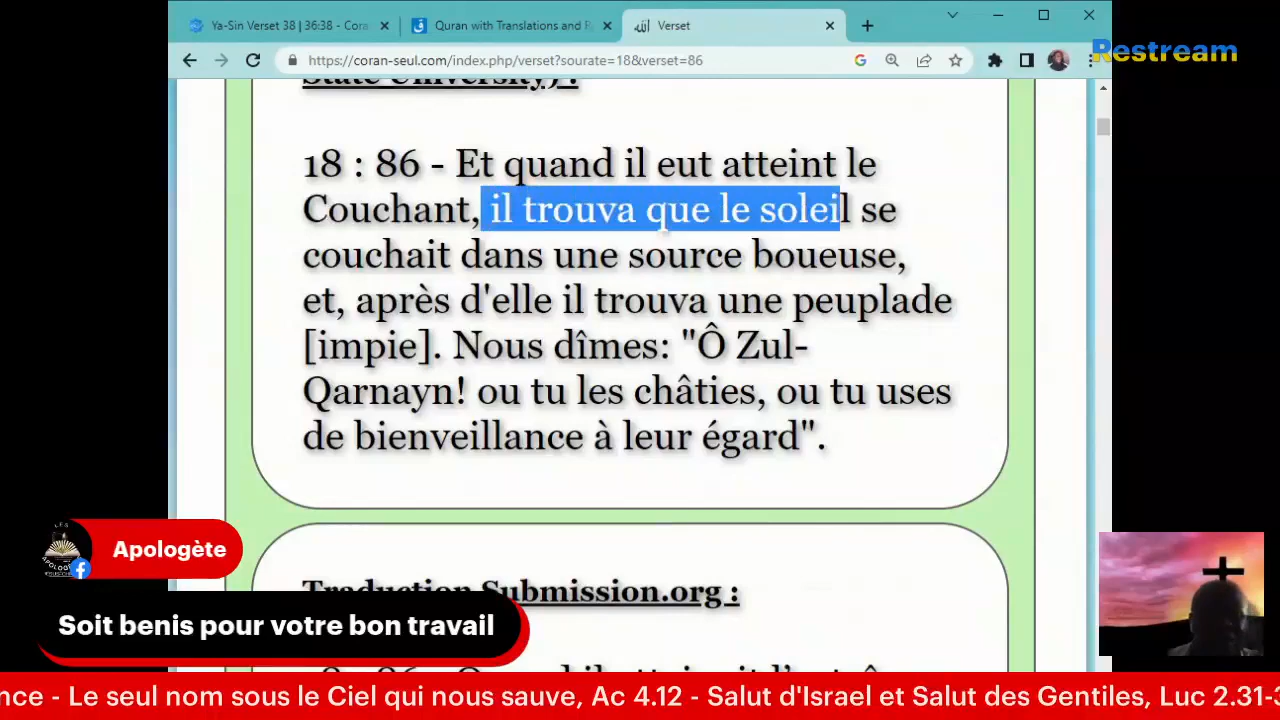 Ya-Sin Verset 38 | 36:38 - Cora
Quran with Translations and R
الله Verset
https://coran-seul.com/index.php/verset?sourate=18&verset=86
Restream
State University) :
18 : 86 - Et quand il eut atteint le
Couchant, il trouva que le soleil se
couchait dans une source boueuse,
et, après d'elle il trouva une peuplade
[impie]. Nous dîmes: "Ô Zul-
Qarnayn! ou tu les châties, ou tu uses
de bienveillance à leur égard".
Traduction Submission.org :
Apologète
Soit benis pour votre bon travail
nce - Le seul nom sous le Ciel qui nous sauve, Ac 4.12 - Salut d'Israel et Salut des Gentiles, Luc 2.31-3